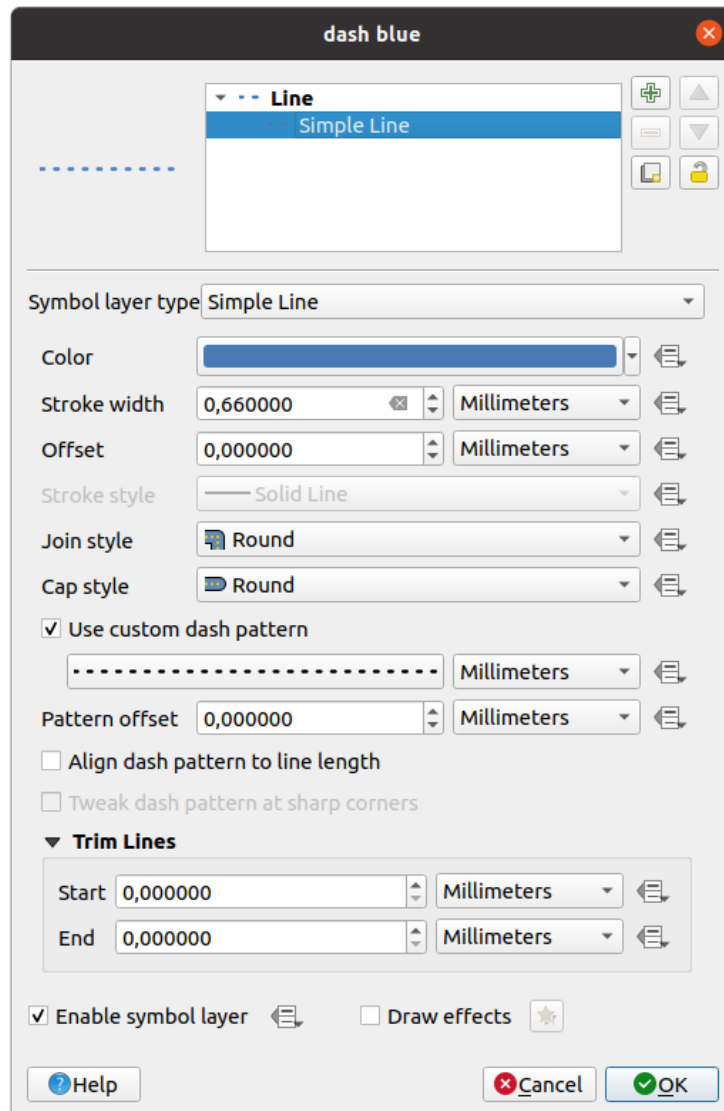 dash blue
Line
Simple Line
Symbol layer type Simple Line
Color
Stroke width 0,660000 Millimeters
Offset 0,000000 Millimeters
Stroke style Solid Line
Join style Round
Cap style Round
Use custom dash pattern
Millimeters
Pattern offset 0,000000 Millimeters
Align dash pattern to line length
Tweak dash pattern at sharp corners
Trim Lines
Start 0,000000 Millimeters
End 0,000000 Millimeters
Enable symbol layer Draw effects
Help Cancel OK